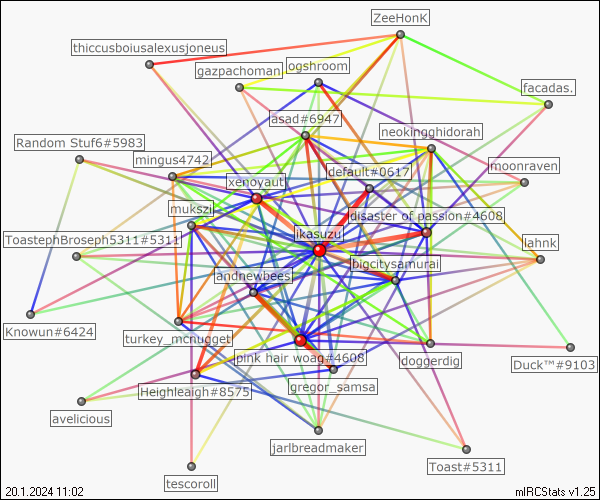 ZeeHonK
thiccusboiusalexusjoneus
ogshroom
gazpachoman
facadas.
asad#6947
neokingghidorah
Random Stuf6#5983
mingus4742
default#0617
moonraven
xenoyaut
mukszi
disaster of passion#4608
ikasuzu
ToastephBroseph5311#5311
lahnk
bigcitysamurai
andnewbees
Knowun#6424
turkey_mcnugget
pink hair woag#4608
doggerdig
Duck™#9103
gregor_samsa
Heighleaigh#8575
avelicious
jarlbreadmaker
Toast#5311
tescoroll
20.1.2024 11:02
mIRCStats v1.25